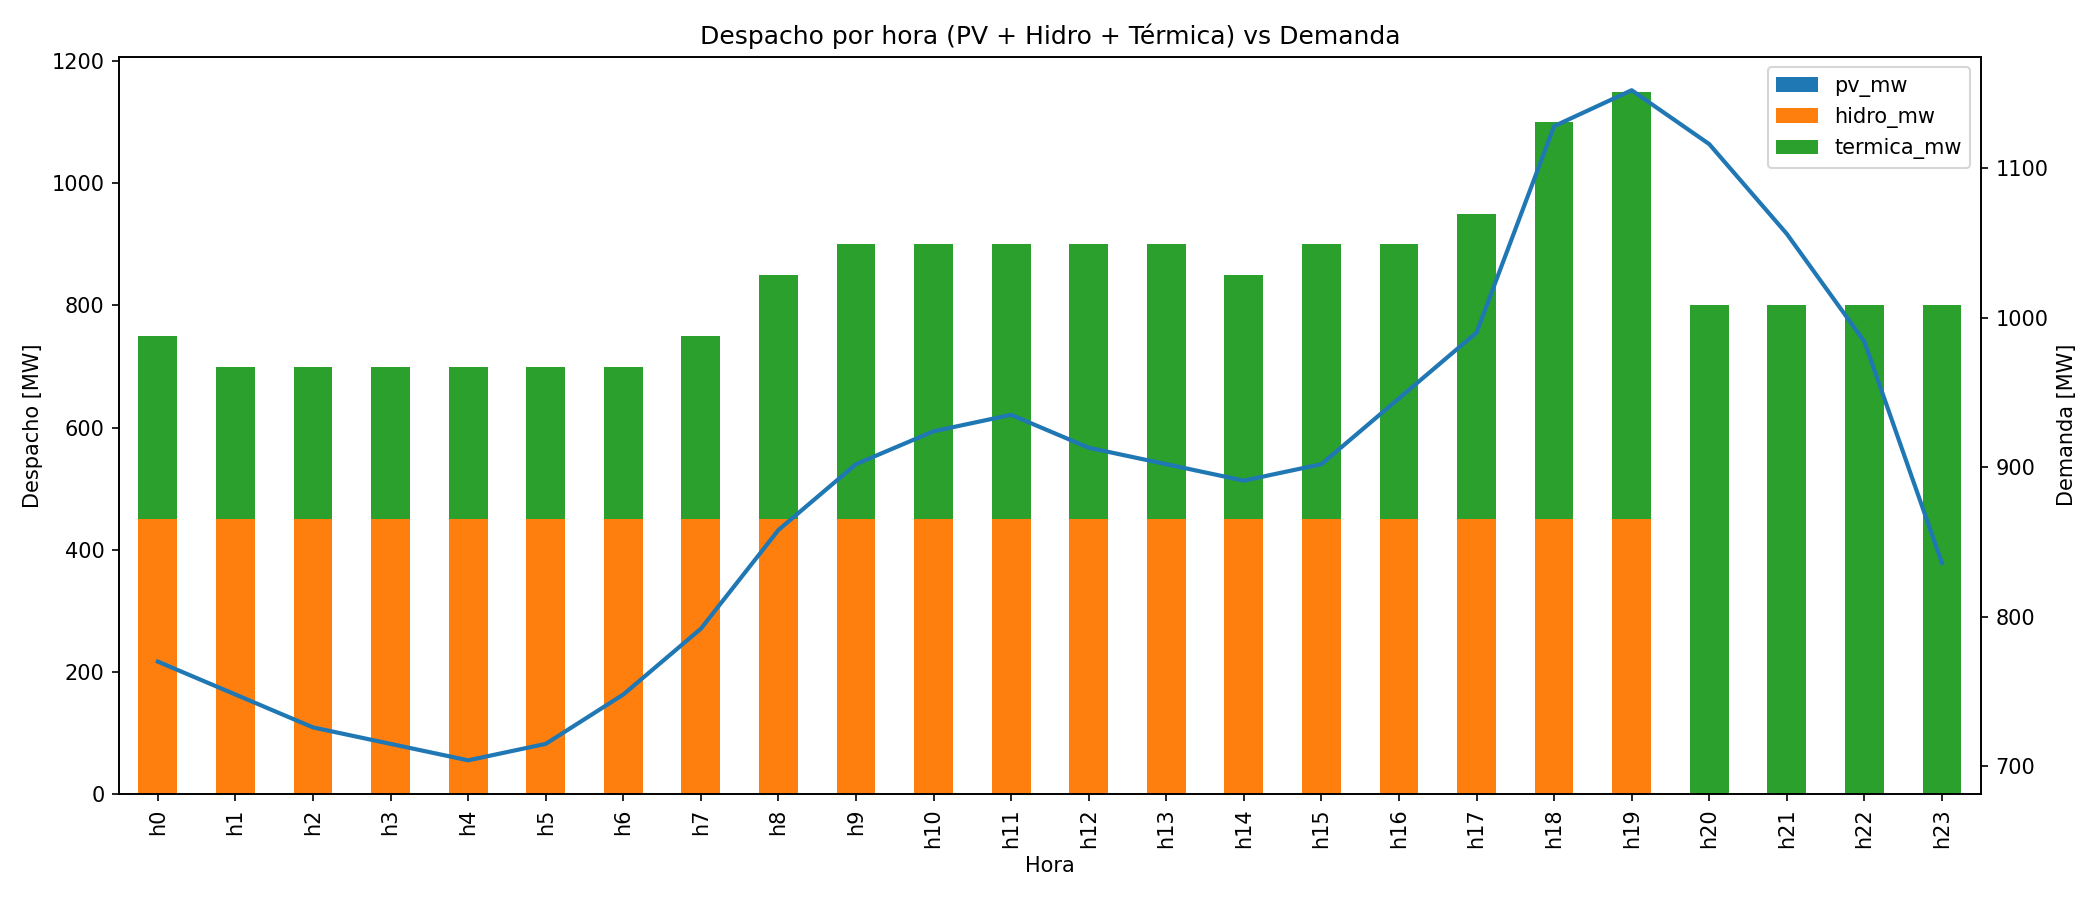 Despacho por hora (PV + Hidro + Térmica) vs Demanda
pv_mw
hidro_mw
termica_mw
Despacho [MW]
1200
1000
800
600
400
200
0
Demanda [MW]
1100
1000
900
800
700
h0 h1 h2 h3 h4 h5 h6 h7 h8 h9 h10 h11 h12 h13 h14 h15 h16 h17 h18 h19 h20 h21 h22 h23
Hora